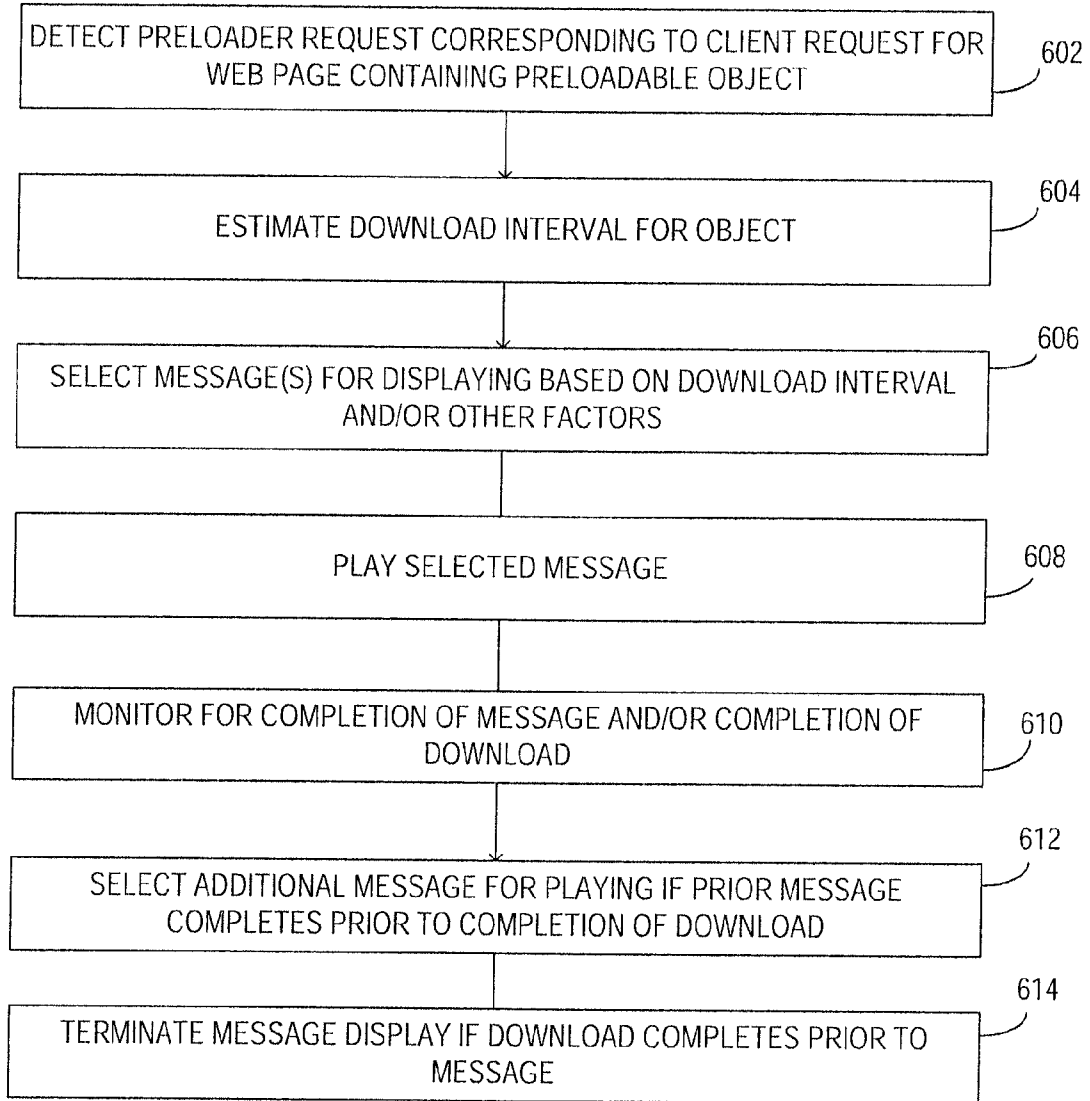 DETECT PRELOADER REQUEST CORRESPONDING TO CLIENT REQUEST FOR
WEB PAGE CONTAINING PRELOADABLE OBJECT
602
ESTIMATE DOWNLOAD INTERVAL FOR OBJECT
604
SELECT MESSAGE(S) FOR DISPLAYING BASED ON DOWNLOAD INTERVAL
AND/OR OTHER FACTORS
606
PLAY SELECTED MESSAGE
608
MONITOR FOR COMPLETION OF MESSAGE AND/OR COMPLETION OF
DOWNLOAD
610
SELECT ADDITIONAL MESSAGE FOR PLAYING IF PRIOR MESSAGE
COMPLETES PRIOR TO COMPLETION OF DOWNLOAD
612
TERMINATE MESSAGE DISPLAY IF DOWNLOAD COMPLETES PRIOR TO
MESSAGE
614